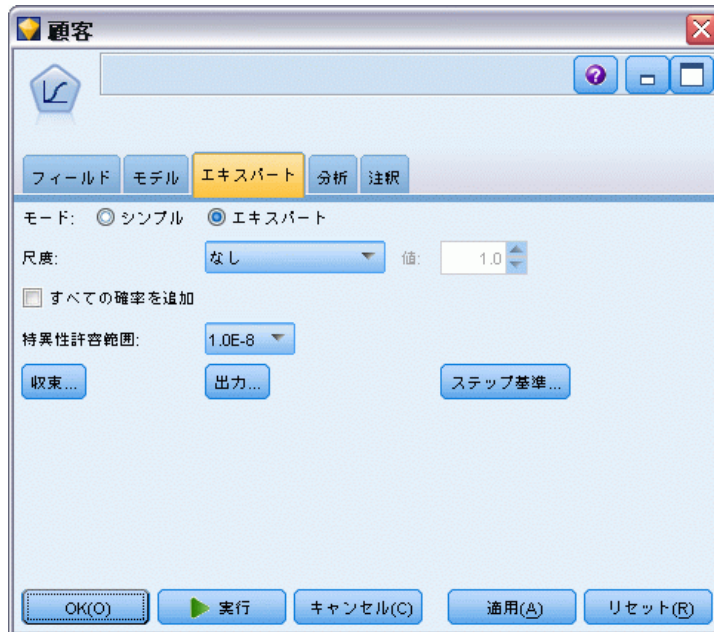 顧客
フィールド モデル エキスパート 分析 注釈
モード: シンプル エキスパート
尺度: なし 値: 1.0
すべての確率を追加
特異性許容範囲: 1.0E-8
収束... 出力... ステップ基準...
OK(O) 実行 キャンセル(C) 適用(A) リセット(R)